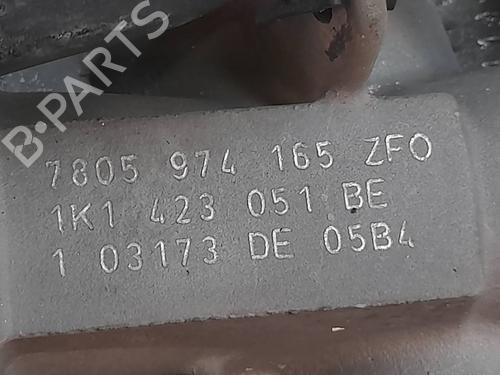 B-PARTS
7805 974 165 ZFO
1K1 423 051 BE
1 03173 DE 05B4